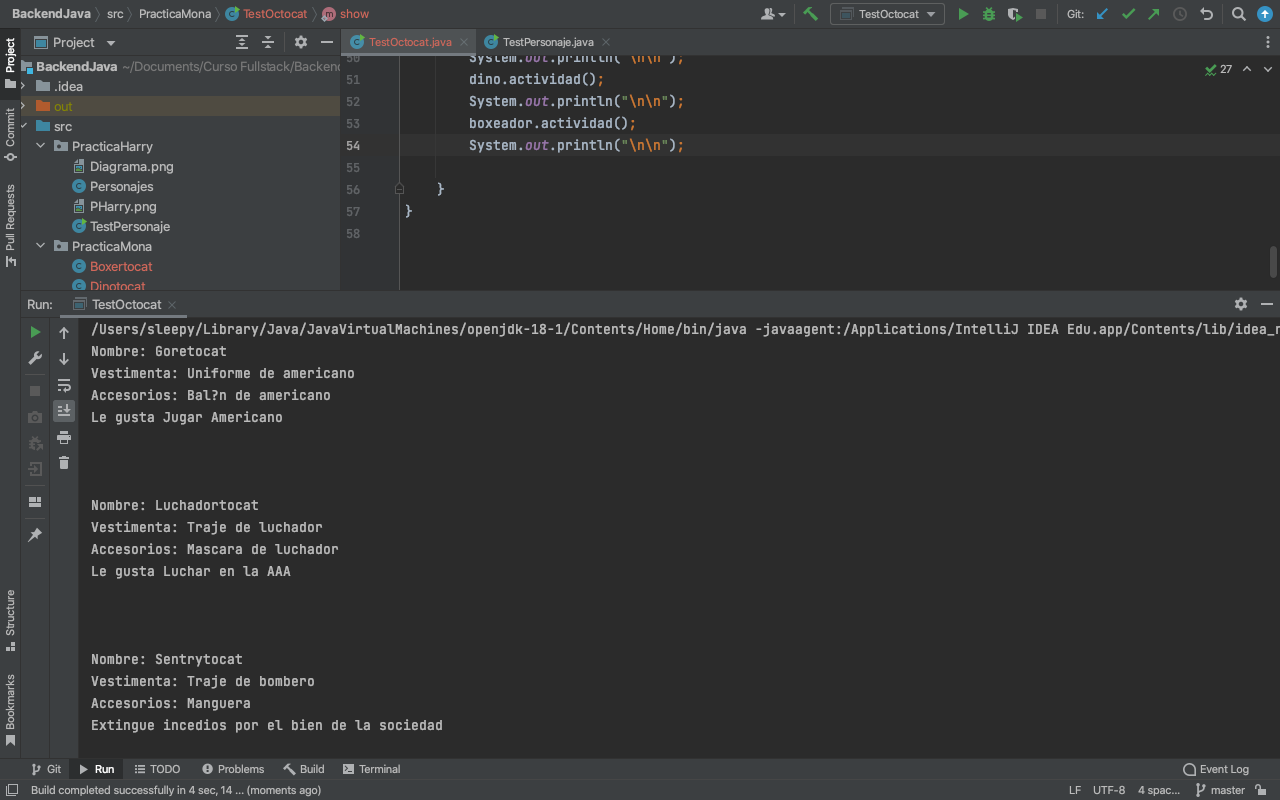 BackendJava src PracticaMona TestOctocat show TestOctocat Git:
Project TestOctocat.java TestPersonaje.java
BackendJava ~/Documents/Curso Fullstack/Backend
.idea
out
src
PracticaHarry
Diagrama.png
Personajes
PHarry.png
TestPersonaje
PracticaMona
Boxertocat
Dinotocat
50 System.out.println("\n\n");
51 dino.actividad();
52 System.out.println("\n\n");
53 boxeador.actividad();
54 System.out.println("\n\n");
55
56 }
57 }
58
27
Project
Commit
Pull Requests
Structure
Bookmarks
Run: TestOctocat
/Users/sleepy/Library/Java/JavaVirtualMachines/openjdk-18-1/Contents/Home/bin/java -javaagent:/Applications/IntelliJ IDEA Edu.app/Contents/lib/idea_r
Nombre: Goretocat
Vestimenta: Uniforme de americano
Accesorios: Bal?n de americano
Le gusta Jugar Americano
Nombre: Luchadortocat
Vestimenta: Traje de luchador
Accesorios: Mascara de luchador
Le gusta Luchar en la AAA
Nombre: Sentrytocat
Vestimenta: Traje de bombero
Accesorios: Manguera
Extingue incedios por el bien de la sociedad
Git Run TODO Problems Build Terminal Event Log
Build completed successfully in 4 sec, 14 ... (moments ago) LF UTF-8 4 spac... master